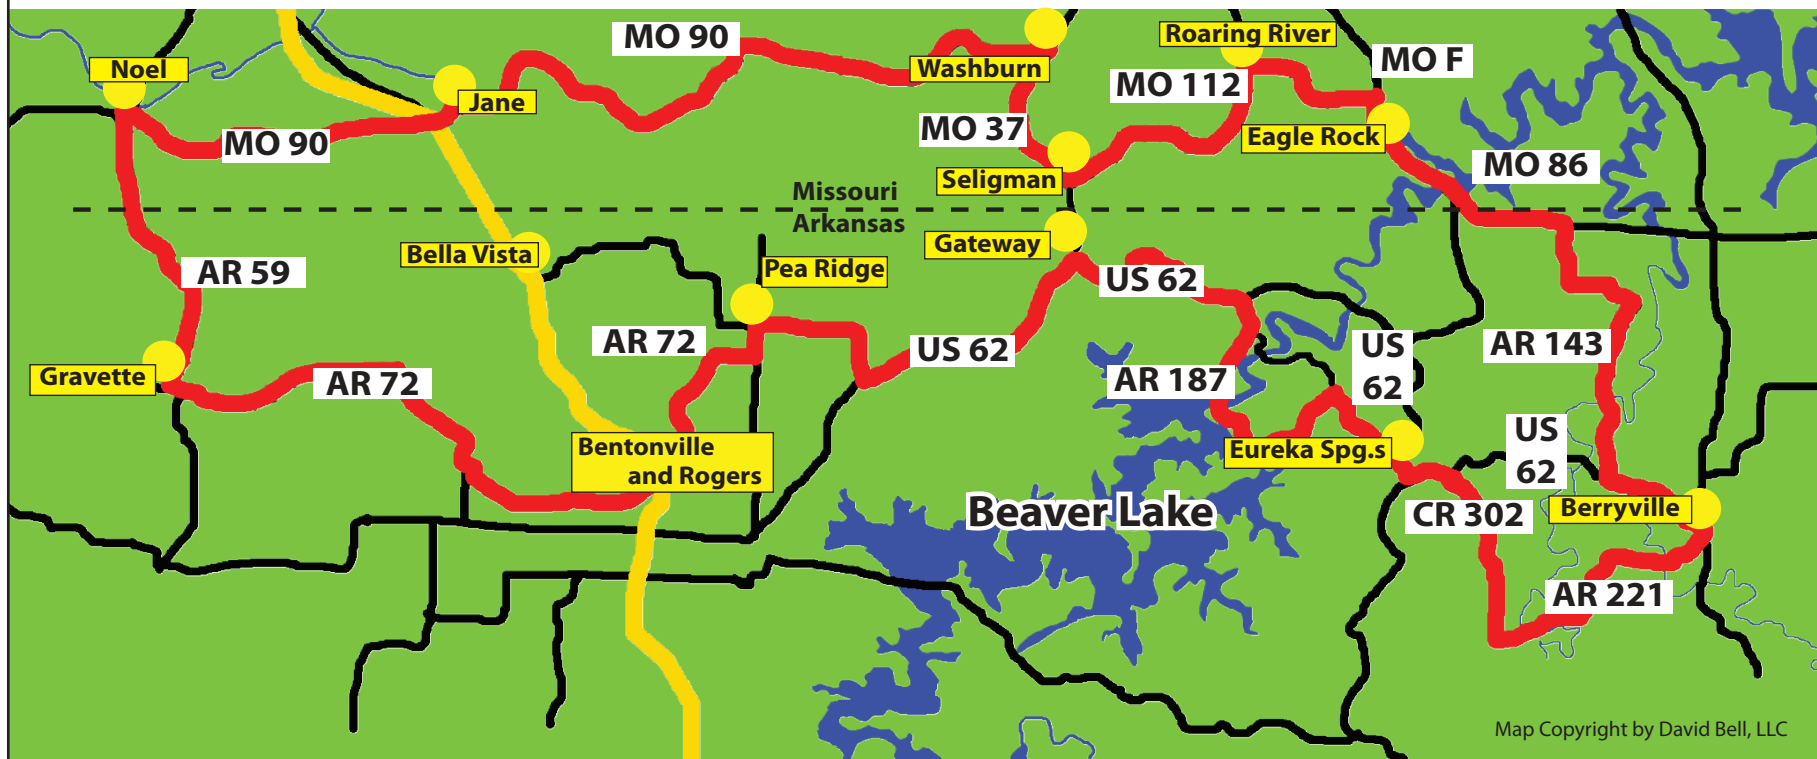 MO 90
Roaring River
Noel
Washburn
MO F
MO 112
Jane
MO 37
Eagle Rock
MO 90
MO 86
Seligman
Missouri
Arkansas
Gateway
Bella Vista
Pea Ridge
AR 59
US 62
AR 72
US 62
US
62
AR 143
Gravette
AR 72
AR 187
Bentonville
and Rogers
Eureka Spg.s
US
62
Beaver Lake
CR 302
Berryville
AR 221
Map Copyright by David Bell, LLC